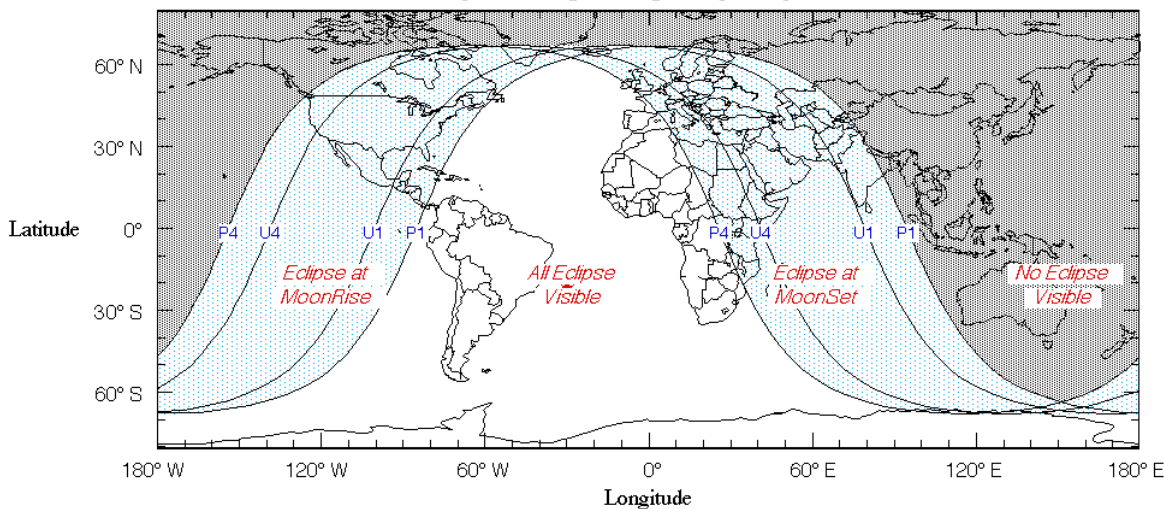 60° N
30° N
Latitude
0°
30° S
60° S
P4 U4 U1 P1 P4 U4 U1 P1
Eclipse at
MoonRise
All Eclipse
Visible
Eclipse at
MoonSet
No Eclipse
Visible
180° W 120° W 60° W 0° 60° E 120° E 180° E
Longitude